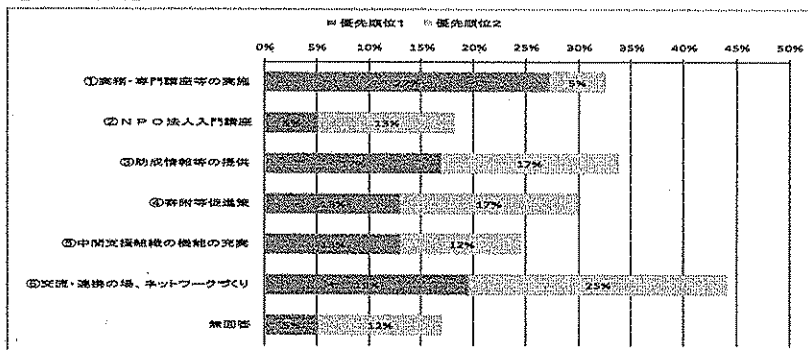 ■優先順位1 ■優先順位2
0% 5% 10% 15% 20% 25% 30% 35% 40% 45% 50%
①実務・専門講座等の実施 5%
②NPO法人入門講座 5% 13%
③助成情報等の提供 17% 17%
④寄附等促進策 13% 17%
⑤中間支援組織の機能の充実 13% 12%
⑥交流・連携の場、ネットワークづくり 25%
無回答 5% 12%